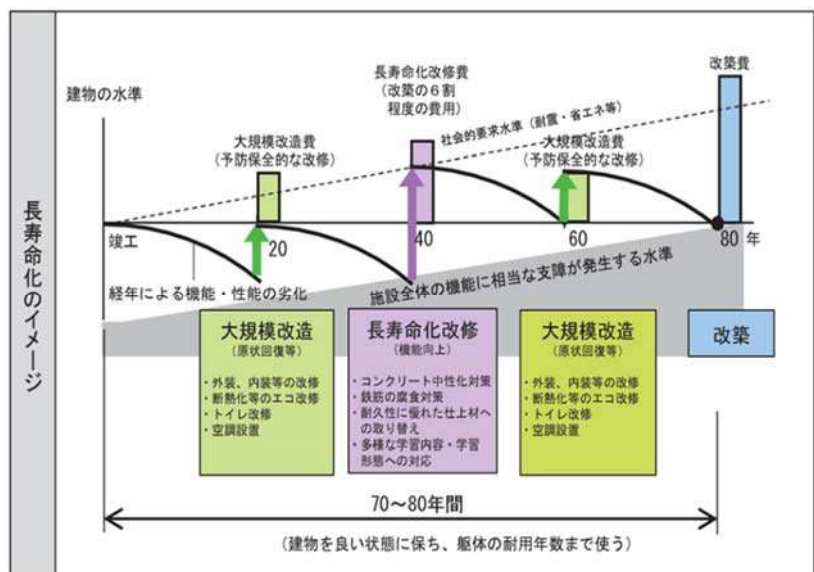 長寿命化のイメージ
建物の水準
長寿命化改修費
(改築の6割
程度の費用)
改築費
大規模改造費
(予防保全的な改修)
社会的要求水準(耐震・省エネ等)
大規模改造費
(予防保全的な改修)
竣工
20
40
60
80 年
経年による機能・性能の劣化
施設全体の機能に相当な支障が発生する水準
大規模改造
(原状回復等)
・外装、内装等の改修
・断熱化等のエコ改修
・トイレ改修
・空調設置
長寿命化改修
(機能向上)
・コンクリート中性化対策
・鉄筋の腐食対策
・耐久性に優れた仕上材へ
の取り替え
・多様な学習内容・学習
形態への対応
大規模改造
(原状回復等)
・外装、内装等の改修
・断熱化等のエコ改修
・トイレ改修
・空調設置
改築
70～80年間
(建物を良い状態に保ち、躯体の耐用年数まで使う)